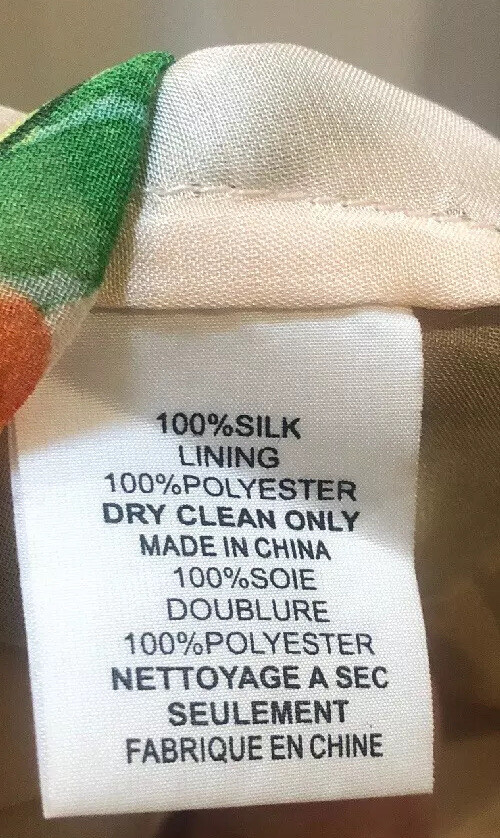 100%SILK
LINING
100%POLYESTER
DRY CLEAN ONLY
MADE IN CHINA
100%SOIE
DOUBLURE
100%POLYESTER
NETTOYAGE A SEC
SEULEMENT
FABRIQUE EN CHINE